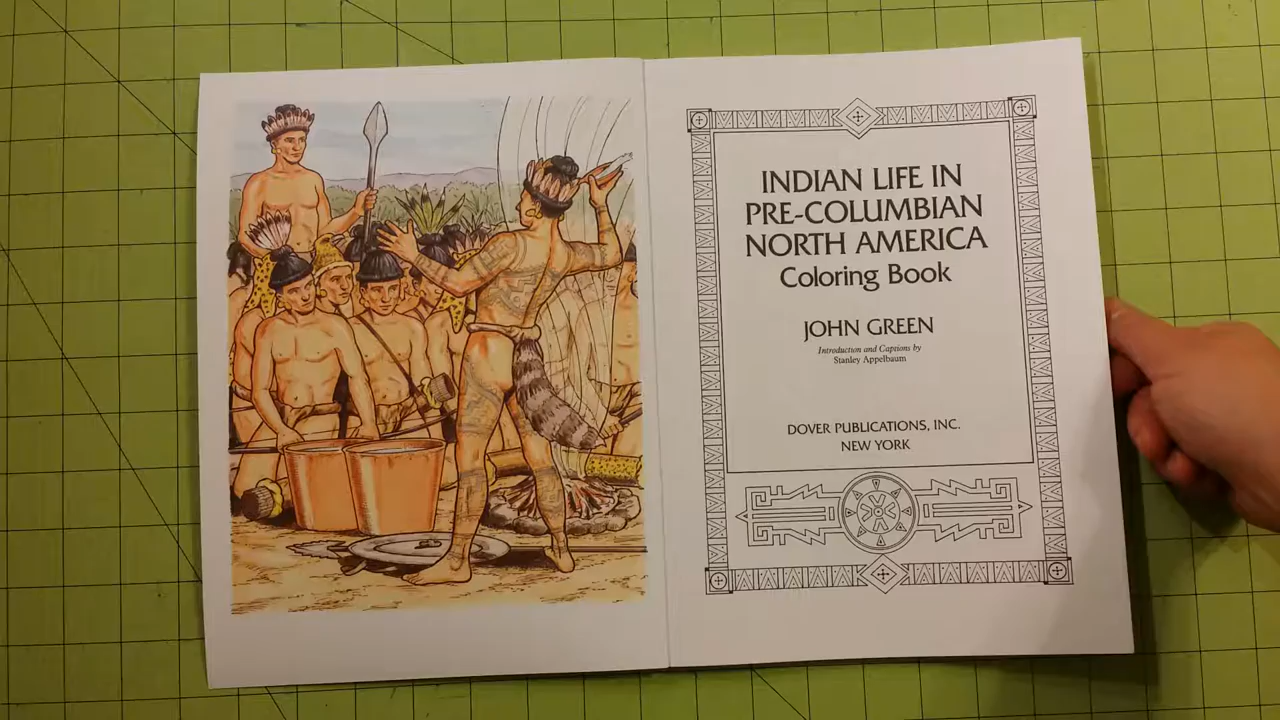 INDIAN LIFE IN
PRE-COLUMBIAN
NORTH AMERICA
Coloring Book
JOHN GREEN
Introduction and Captions by
Stanley Appelbaum
DOVER PUBLICATIONS, INC.
NEW YORK